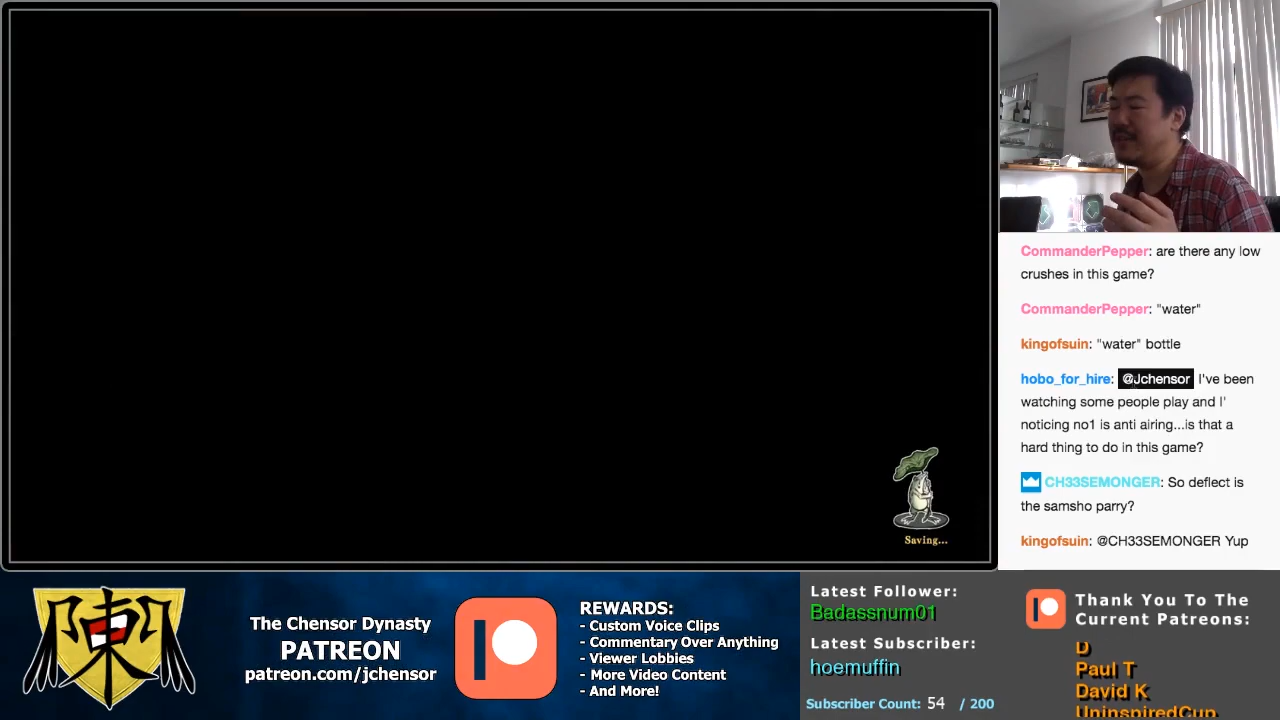 Saving...
CommanderPepper: are there any low
crushes in this game?
CommanderPepper: "water"
kingofsuin: "water" bottle
hobo_for_hire: @Jchensor I've been
watching some people play and I'
noticing no1 is anti airing...is that a
hard thing to do in this game?
CH33SEMONGER: So deflect is
the samsho parry?
kingofsuin: @CH33SEMONGER Yup
陳
The Chensor Dynasty
PATREON
patreon.com/jchensor
REWARDS:
- Custom Voice Clips
- Commentary Over Anything
- Viewer Lobbies
- More Video Content
- And More!
Latest Follower:
Badassnum01
Latest Subscriber:
hoemuffin
Subscriber Count: 54 / 200
Thank You To The
Current Patreons:
D
Paul T
David K
UninspiredCup